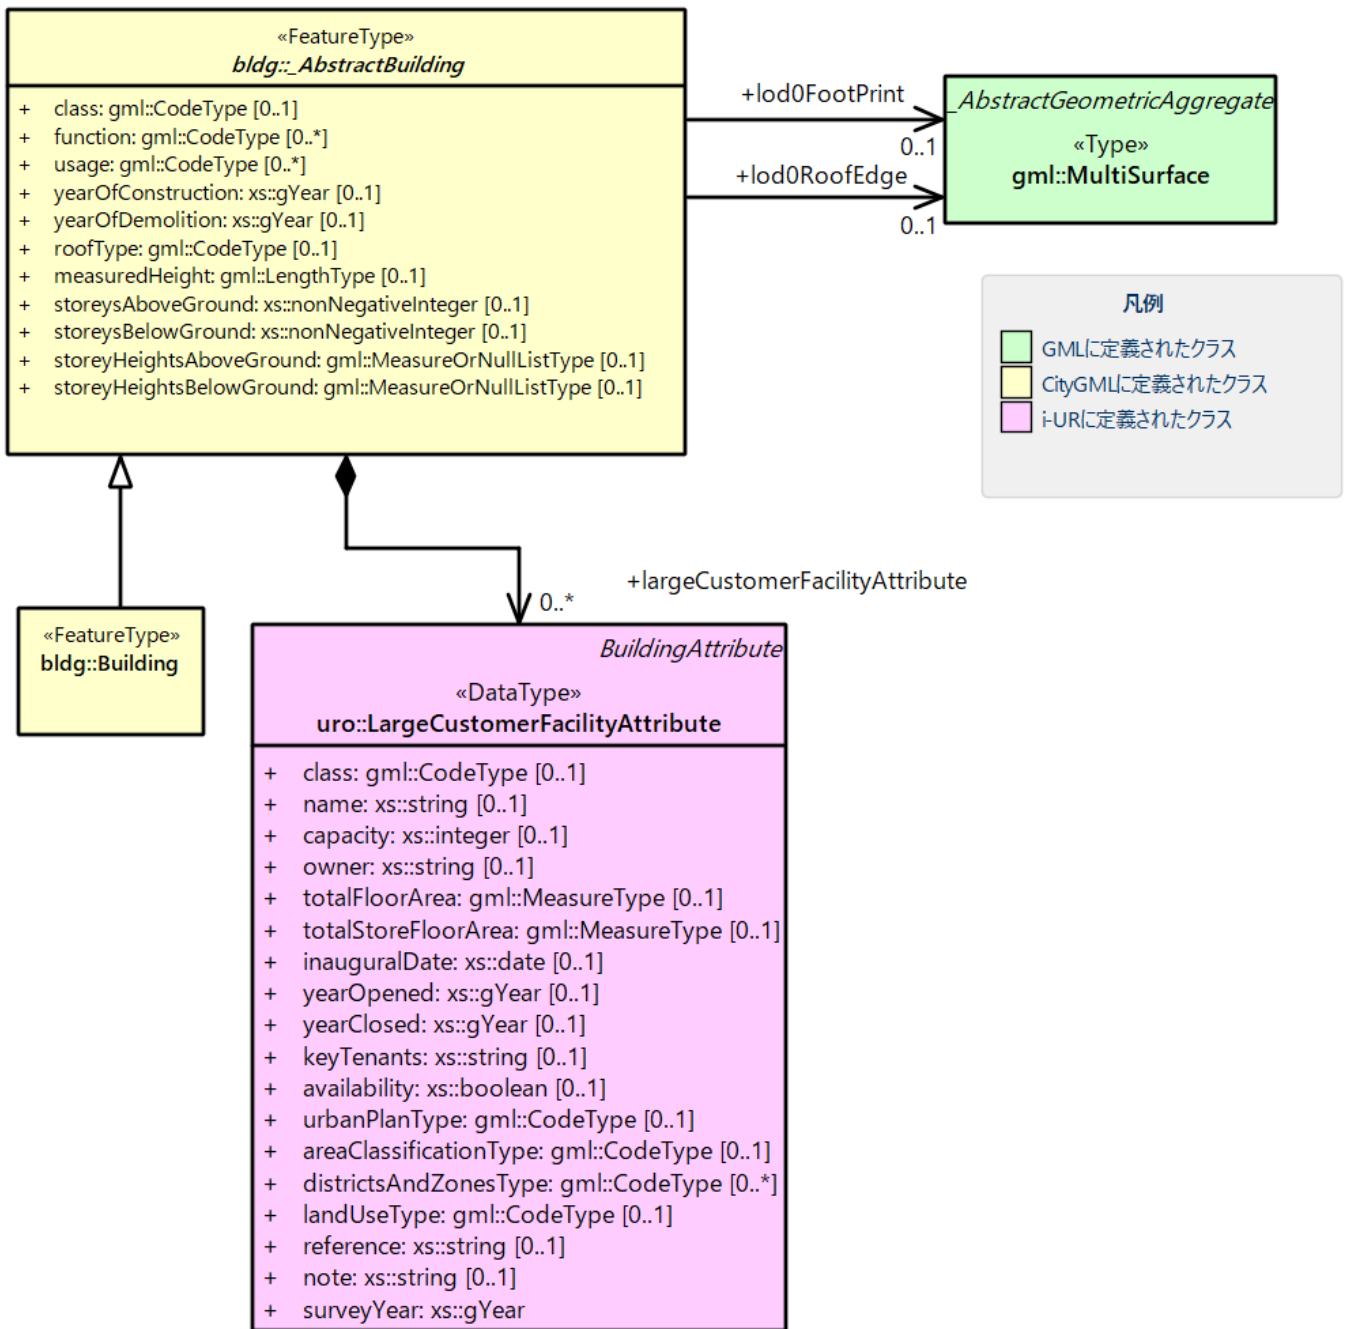 «FeatureType»
bldg::_AbstractBuilding
+ class: gml::CodeType [0..1]
+ function: gml::CodeType [0..*]
+ usage: gml::CodeType [0..*]
+ yearOfConstruction: xs::gYear [0..1]
+ yearOfDemolition: xs::gYear [0..1]
+ roofType: gml::CodeType [0..1]
+ measuredHeight: gml::LengthType [0..1]
+ storeysAboveGround: xs::nonNegativeInteger [0..1]
+ storeysBelowGround: xs::nonNegativeInteger [0..1]
+ storeyHeightsAboveGround: gml::MeasureOrNullListType [0..1]
+ storeyHeightsBelowGround: gml::MeasureOrNullListType [0..1]
+lod0FootPrint
0..1
+lod0RoofEdge
0..1
_AbstractGeometricAggregate
«Type»
gml::MultiSurface
凡例
GMLに定義されたクラス
CityGMLに定義されたクラス
i-URに定義されたクラス
«FeatureType»
bldg::Building
+largeCustomerFacilityAttribute
0..*
BuildingAttribute
«DataType»
uro::LargeCustomerFacilityAttribute
+ class: gml::CodeType [0..1]
+ name: xs::string [0..1]
+ capacity: xs::integer [0..1]
+ owner: xs::string [0..1]
+ totalFloorArea: gml::MeasureType [0..1]
+ totalStoreFloorArea: gml::MeasureType [0..1]
+ inauguralDate: xs::date [0..1]
+ yearOpened: xs::gYear [0..1]
+ yearClosed: xs::gYear [0..1]
+ keyTenants: xs::string [0..1]
+ availability: xs::boolean [0..1]
+ urbanPlanType: gml::CodeType [0..1]
+ areaClassificationType: gml::CodeType [0..1]
+ districtsAndZonesType: gml::CodeType [0..*]
+ landUseType: gml::CodeType [0..1]
+ reference: xs::string [0..1]
+ note: xs::string [0..1]
+ surveyYear: xs::gYear